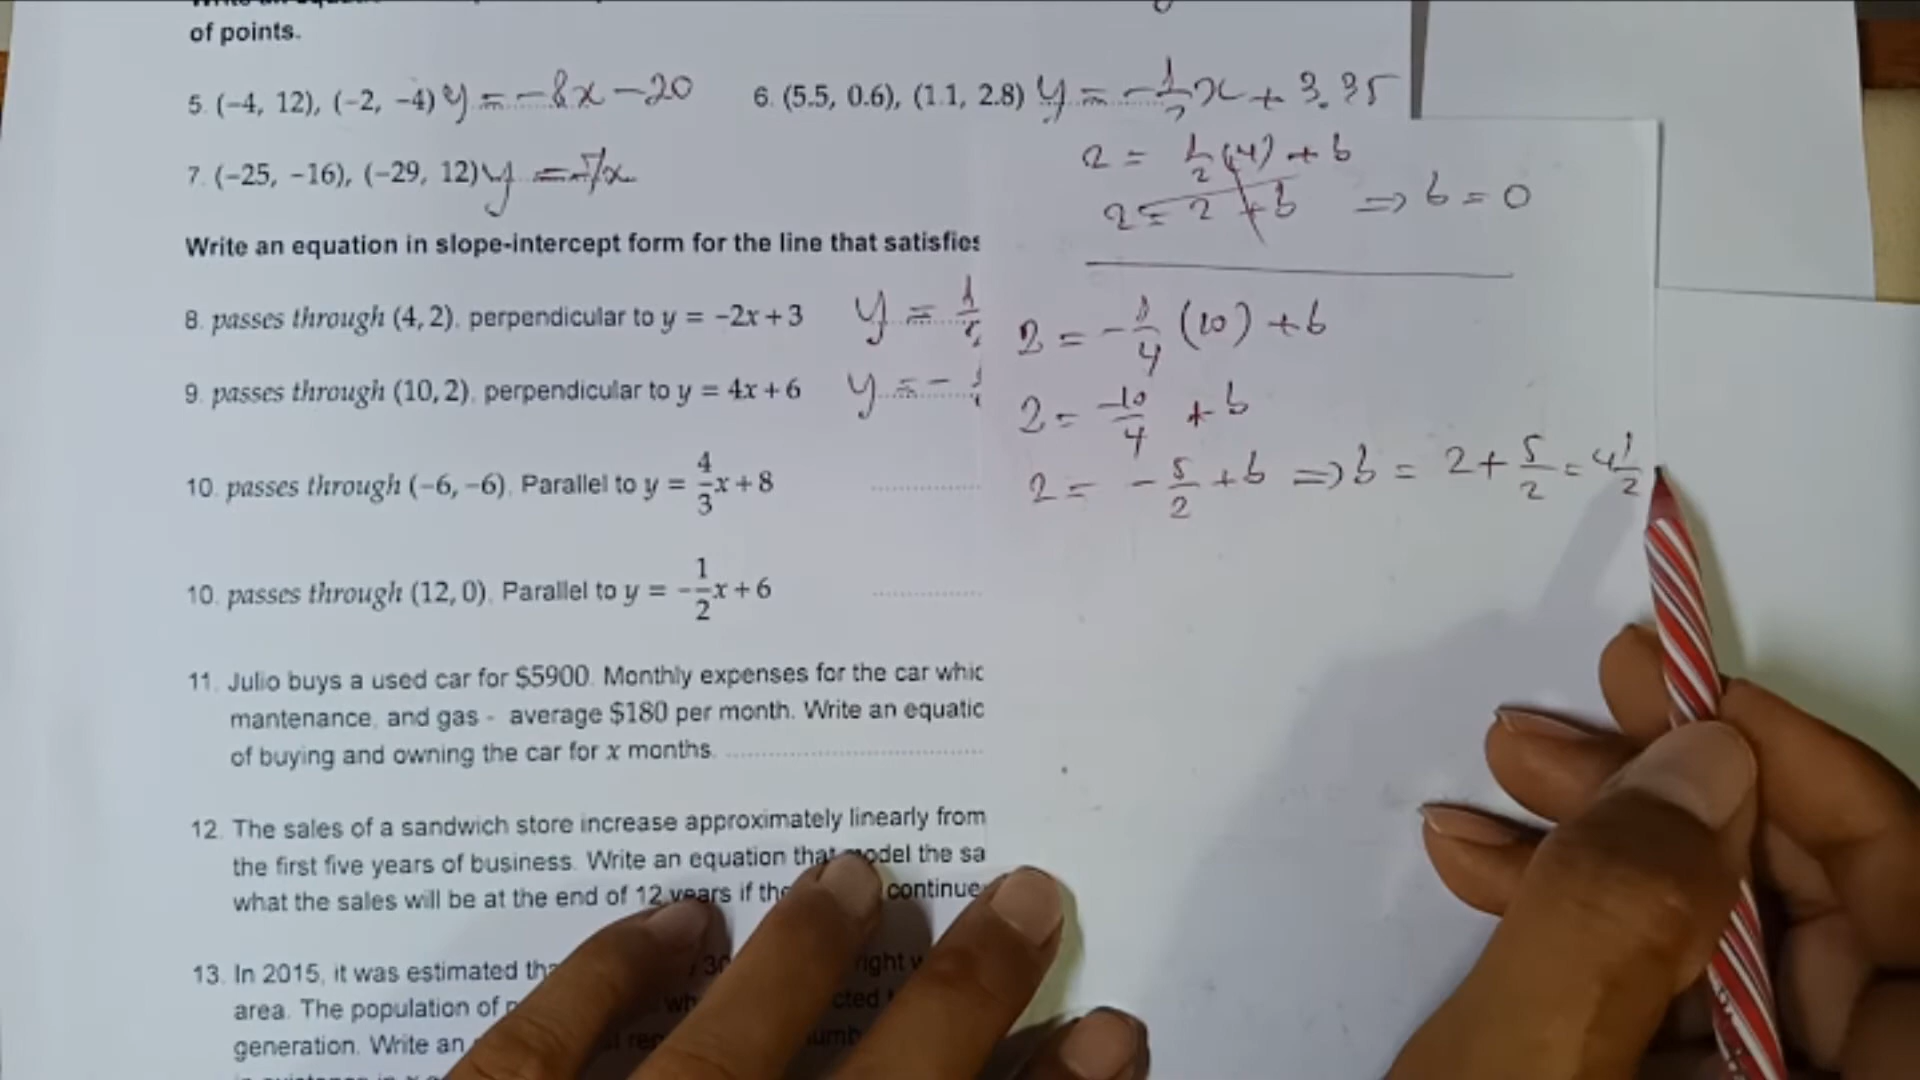 of points.
5. (−4, 12), (−2, −4) y = −8x − 20
6. (5.5, 0.6), (1.1, 2.8) y = −1/2x + 3.35
7. (−25, −16), (−29, 12) y = −7x
2 = 1/2(4) + b
2 = 2 + b ⇒ b = 0
Write an equation in slope-intercept form for the line that satisfies
8. passes through (4, 2), perpendicular to y = −2x + 3 y = 1/
9. passes through (10, 2), perpendicular to y = 4x + 6 y = −
2 = −1/4 (10) + b
2 = −10/4 + b
2 = −5/2 + b ⇒ b = 2 + 5/2 = 4 1/2
10. passes through (−6, −6). Parallel to y = 4/3x + 8
10. passes through (12, 0). Parallel to y = −1/2x + 6
11. Julio buys a used car for $5900. Monthly expenses for the car whic
mantenance, and gas - average $180 per month. Write an equatic
of buying and owning the car for x months.
12. The sales of a sandwich store increase approximately linearly from
the first five years of business. Write an equation that model the sa
what the sales will be at the end of 12 years if the continue
13. In 2015, it was estimated tha
area. The population of
generation. Write an